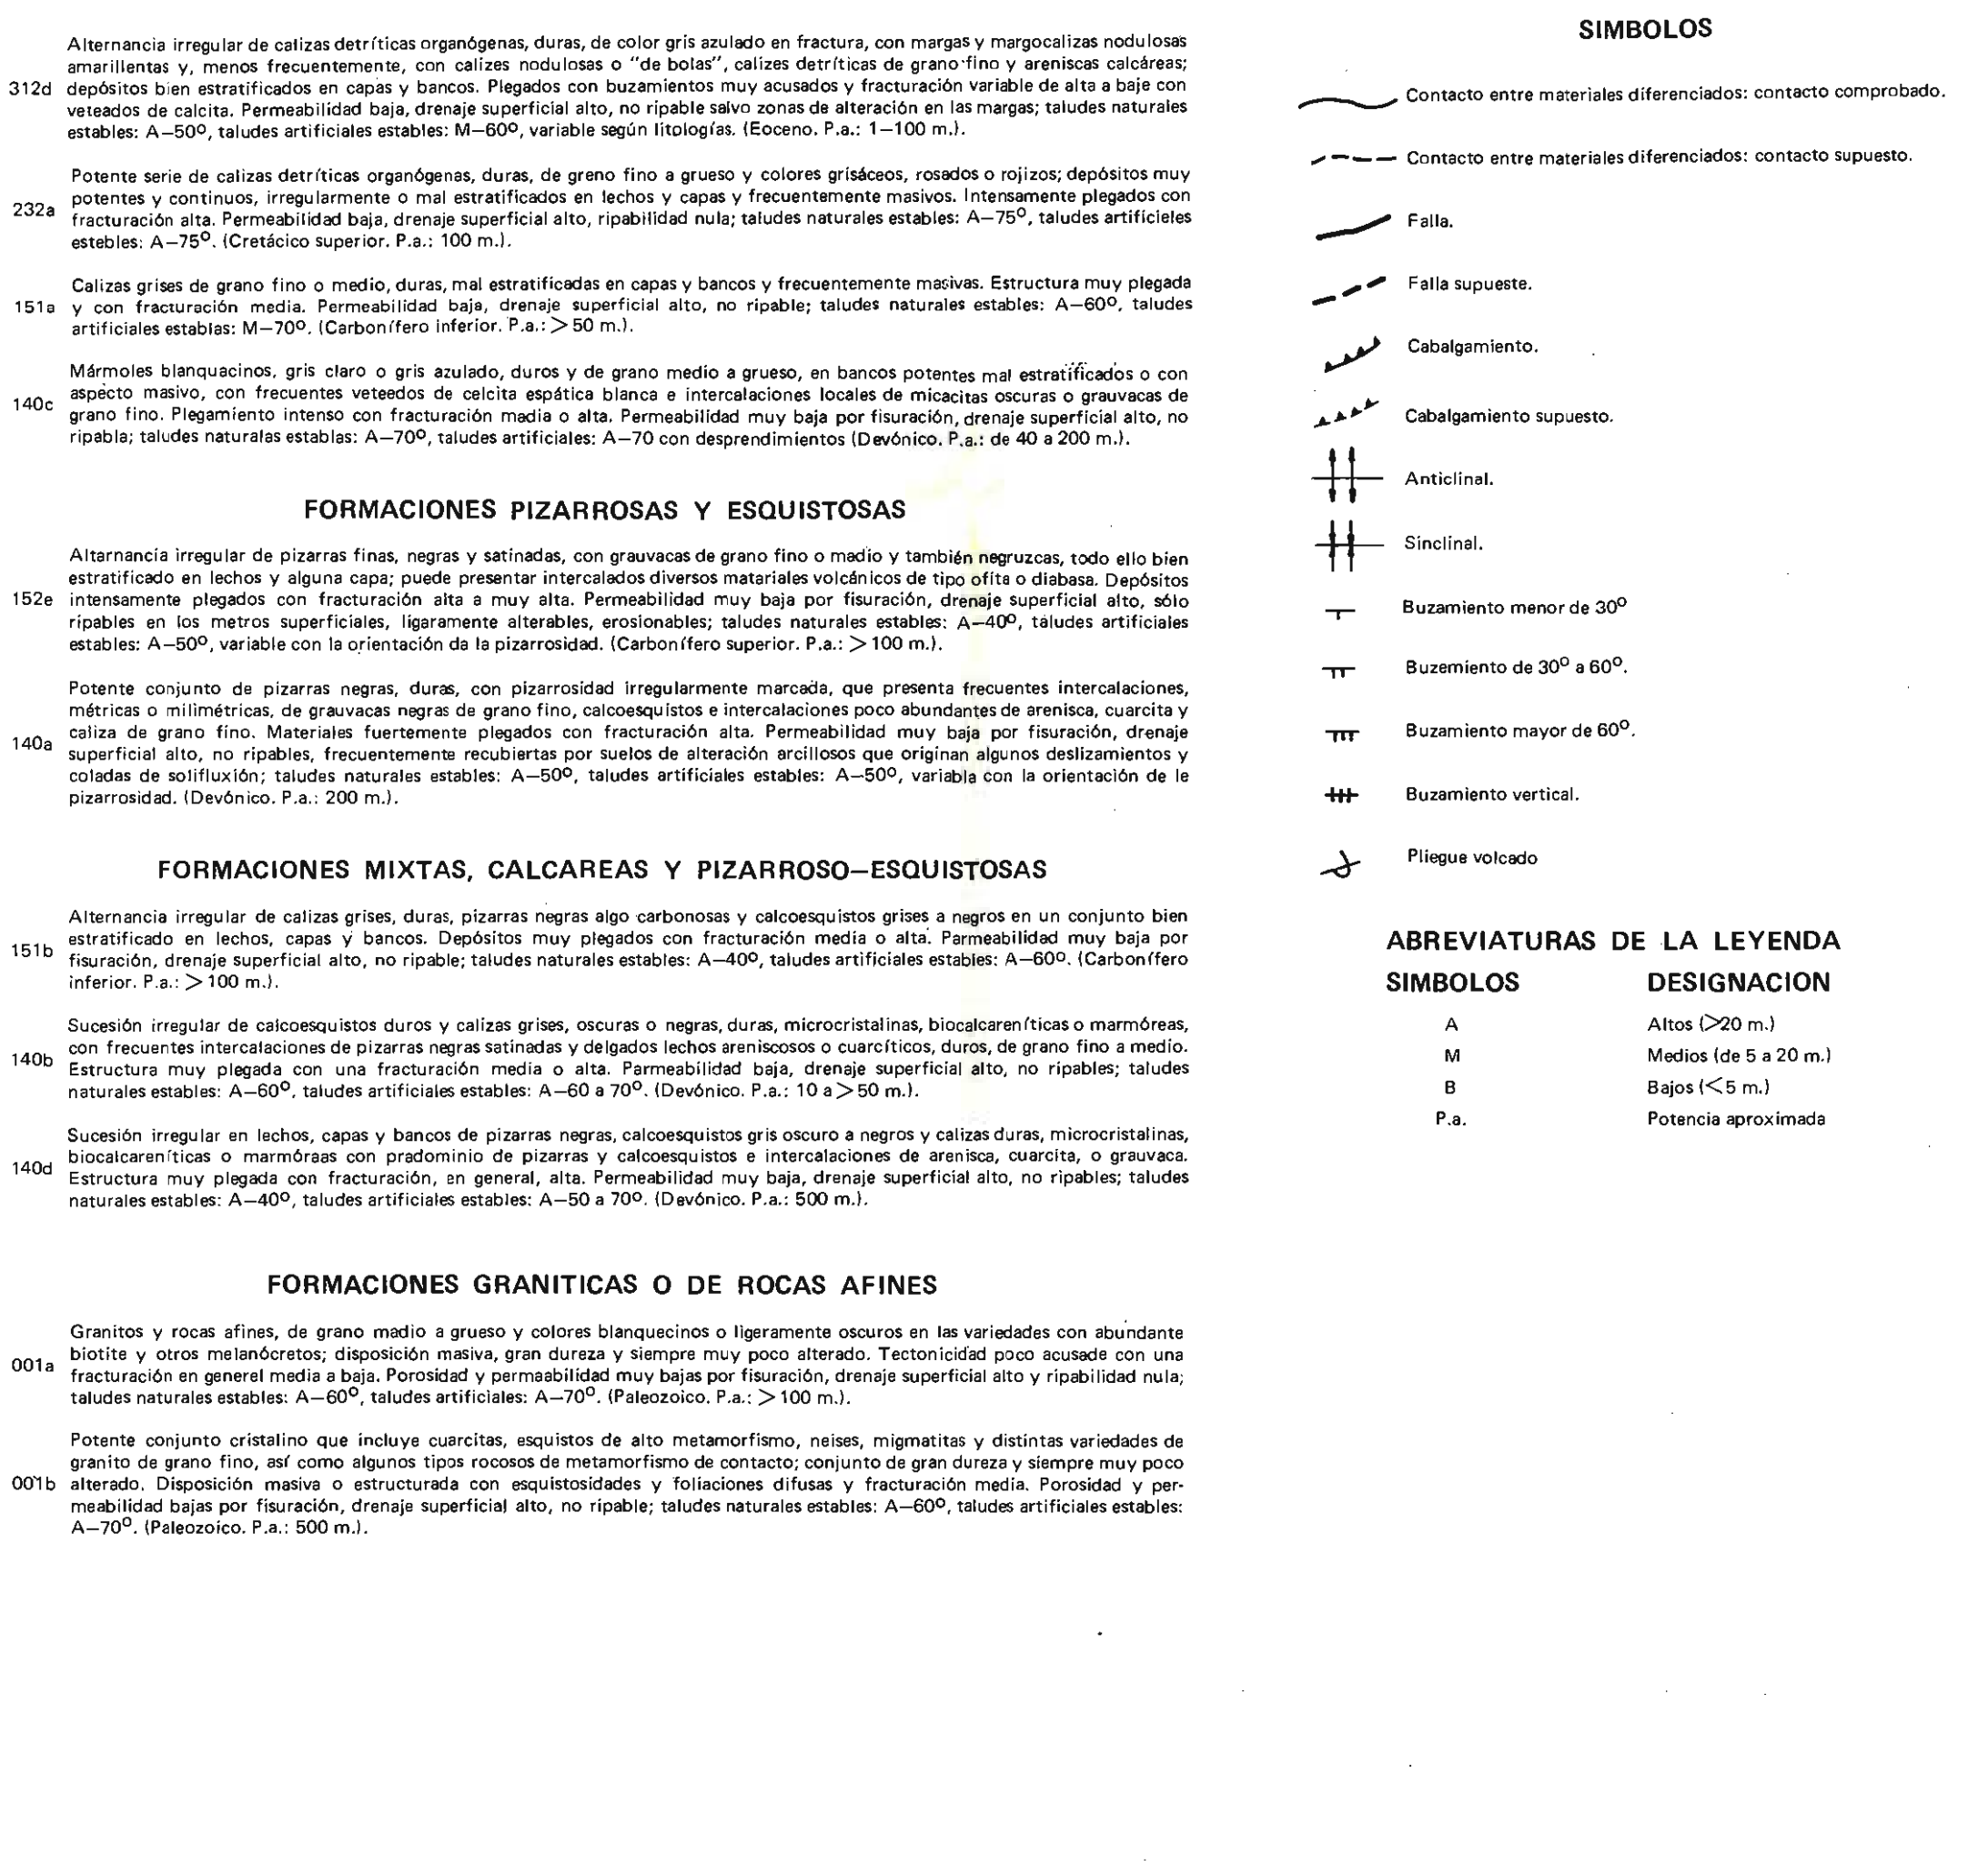 Alternancia irregular de calizas detríticas organógenas, duras, de color gris azulado en fractura, con margas y margocalizas nodulosas
amarillentas y, menos frecuentemente, con calizes nodulosas o "de bolas", calizes detríticas de grano fino y areniscas calcáreas;
312d depósitos bien estratificados en capas y bancos. Plegados con buzamientos muy acusados y fracturación variable de alta a baje con
veteados de calcita. Permeabilidad baja, drenaje superficial alto, no ripable salvo zonas de alteración en las margas; taludes naturales
estables: A—50º, taludes artificiales estables: M—60º, variable según litologías. (Eoceno. P.a.: 1—100 m.).
Potente serie de calizas detríticas organógenas, duras, de greno fino a grueso y colores grisáceos, rosados o rojizos; depósitos muy
232a potentes y continuos, irregularmente o mal estratificados en lechos y capas y frecuentemente masivos. Intensamente plegados con
fracturación alta. Permeabilidad baja, drenaje superficial alto, ripabilidad nula; taludes naturales estables: A—75º, taludes artificieles
estebles: A—75º. (Cretácico superior. P.a.: 100 m.).
Calizas grises de grano fino o medio, duras, mal estratificadas en capas y bancos y frecuentemente masivas. Estructura muy plegada
151a y con fracturación media. Permeabilidad baja, drenaje superficial alto, no ripable; taludes naturales estables: A—60º, taludes
artificiales establas: M—70º. (Carbonífero inferior. P.a.: > 50 m.).
Mármoles blanquacinos, gris claro o gris azulado, duros y de grano medio a grueso, en bancos potentes mal estratificados o con
140c aspecto masivo, con frecuentes veteedos de celcita espática blanca e intercalaciones locales de micacitas oscuras o grauvacas de
grano fino. Plegamiento intenso con fracturación madia o alta. Permeabilidad muy baja por fisuración, drenaje superficial alto, no
ripabla; taludes naturalas establas: A—70º, taludes artificiales: A—70 con desprendimientos (Devónico. P.a.: de 40 a 200 m.).
FORMACIONES PIZARROSAS Y ESQUISTOSAS
Altarnancia irregular de pizarras finas, negras y satinadas, con grauvacas de grano fino o madio y también negruzcas, todo ello bien
estratificado en lechos y alguna capa; puede presentar intercalados diversos matariales volcánicos de tipo ofita o diabasa. Depósitos
152e intensamente plegados con fracturación alta a muy alta. Permeabilidad muy baja por fisuración, drenaje superficial alto, sólo
ripables en los metros superficiales, ligaramente alterables, erosionables; taludes naturales estables: A—40º, taludes artificiales
estables: A—50º, variable con la orientación da la pizarrosidad. (Carbonífero superior. P.a.: > 100 m.).
Potente conjunto de pizarras negras, duras, con pizarrosidad irregularmente marcada, que presenta frecuentes intercalaciones,
métricas o milimétricas, de grauvacas negras de grano fino, calcoesquistos e intercalaciones poco abundantes de arenisca, cuarcita y
140a caliza de grano fino. Materiales fuertemente plegados con fracturación alta. Permeabilidad muy baja por fisuración, drenaje
superficial alto, no ripables, frecuentemente recubiertas por suelos de alteración arcillosos que originan algunos deslizamientos y
coladas de solifluxión; taludes naturales estables: A—50º, taludes artificiales estables: A—50º, variabla con la orientación de le
pizarrosidad. (Devónico. P.a.: 200 m.).
FORMACIONES MIXTAS, CALCAREAS Y PIZARROSO—ESQUISTOSAS
Alternancia irregular de calizas grises, duras, pizarras negras algo carbonosas y calcoesquistos grises a negros en un conjunto bien
151b estratificado en lechos, capas y bancos. Depósitos muy plegados con fracturación media o alta. Parmeabilidad muy baja por
fisuración, drenaje superficial alto, no ripable; taludes naturales estables: A—40º, taludes artificiales estables: A—60º. (Carbonífero
inferior. P.a.: > 100 m.).
Sucesión irregular de calcoesquistos duros y calizas grises, oscuras o negras, duras, microcristalinas, biocalcareníticas o marmóreas,
140b con frecuentes intercalaciones de pizarras negras satinadas y delgados lechos areniscosos o cuarcíticos, duros, de grano fino a medio.
Estructura muy plegada con una fracturación media o alta. Permeabilidad baja, drenaje superficial alto, no ripables; taludes
naturales estables: A—60º, taludes artificiales estables: A—60 a 70º. (Devónico. P.a.: 10 a > 50 m.).
Sucesión irregular en lechos, capas y bancos de pizarras negras, calcoesquistos gris oscuro a negros y calizas duras, microcristalinas,
140d biocalcareníticas o marmóraas con pradominio de pizarras y calcoesquistos e intercalaciones de arenisca, cuarcita, o grauvaca.
Estructura muy plegada con fracturación, en general, alta. Permeabilidad muy baja, drenaje superficial alto, no ripables; taludes
naturales estables: A—40º, taludes artificiales estables: A—50 a 70º. (Devónico. P.a.: 500 m.).
FORMACIONES GRANITICAS O DE ROCAS AFINES
Granitos y rocas afines, de grano madio a grueso y colores blanquecinos o ligeramente oscuros en las variedades con abundante
001a biotite y otros melanócretos; disposición masiva, gran dureza y siempre muy poco alterado. Tectonicidad poco acusade con una
fracturación en generel media a baja. Porosidad y permaabilidad muy bajas por fisuración, drenaje superficial alto y ripabilidad nula;
taludes naturales estables: A—60º, taludes artificiales: A—70º. (Paleozoico. P.a.: > 100 m.).
Potente conjunto cristalino que incluye cuarcitas, esquistos de alto metamorfismo, neises, migmatitas y distintas variedades de
granito de grano fino, así como algunos tipos rocosos de metamorfismo de contacto; conjunto de gran dureza y siempre muy poco
001b alterado. Disposición masiva o estructurada con esquistosidades y foliaciones difusas y fracturación media. Porosidad y per-
meabilidad bajas por fisuración, drenaje superficial alto, no ripable; taludes naturales estables: A—60º, taludes artificiales estables:
A—70º. (Paleozoico. P.a.: 500 m.).
SIMBOLOS
Contacto entre materiales diferenciados: contacto comprobado.
Contacto entre materiales diferenciados: contacto supuesto.
Falla.
Falla supueste.
Cabalgamiento.
Cabalgamiento supuesto.
Anticlinal.
Sinclinal.
Buzamiento menor de 30º
Buzemiento de 30º a 60º.
Buzamiento mayor de 60º.
Buzamiento vertical.
Pliegue volcado
ABREVIATURAS DE LA LEYENDA
SIMBOLOS DESIGNACION
A Altos (>20 m.)
M Medios (de 5 a 20 m.)
B Bajos (<5 m.)
P.a. Potencia aproximada